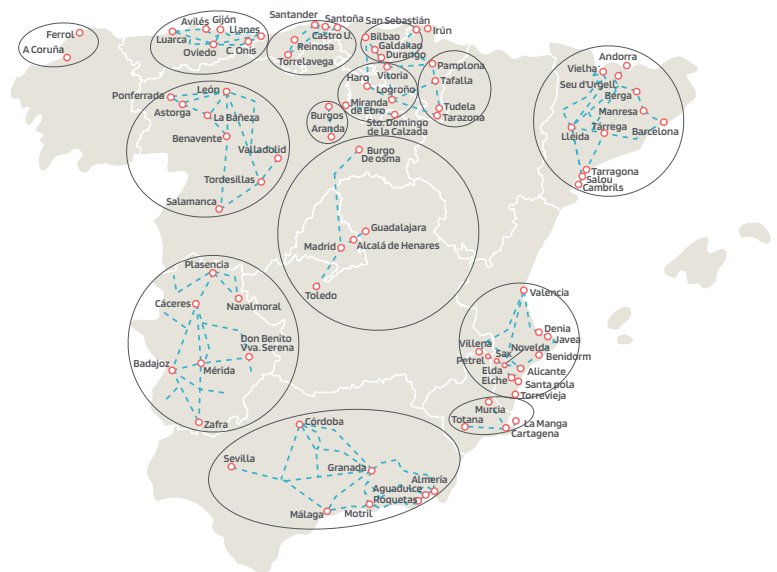 Ferrol
A Coruña
Avilés
Gijón
Luarca
Llanes
Oviedo
C. Onis
Santander
Santoña
Castro U.
Reinosa
Torrelavega
San Sebastián
Irún
Bilbao
Galdakao
Durango
Haro
Vitoria
Logroño
Miranda
de Ebro
Sto. Domingo
de la Calzada
Pamplona
Tafalla
Tudela
Tarazona
Burgos
Aranda
León
Ponferrada
Astorga
La Bañeza
Benavente
Valladolid
Tordesillas
Salamanca
Burgo
De osma
Guadalajara
Madrid
Alcalá de Henares
Toledo
Andorra
Vielha
Seu d'Urgell
Berga
Manresa
Barcelona
Lleida
Tàrrega
Tarragona
Salou
Cambrils
Plasencia
Cáceres
Navalmoral
Don Benito
Vva. Serena
Badajoz
Mérida
Zafra
Valencia
Denia
Javea
Villena
Novelda
Sax
Petrel
Benidorm
Elda
Alicante
Elche
Santa pola
Torrevieja
Murcia
Totana
La Manga
Cartagena
Córdoba
Sevilla
Granada
Almería
Aguadulce
Roquetas
Málaga
Motril